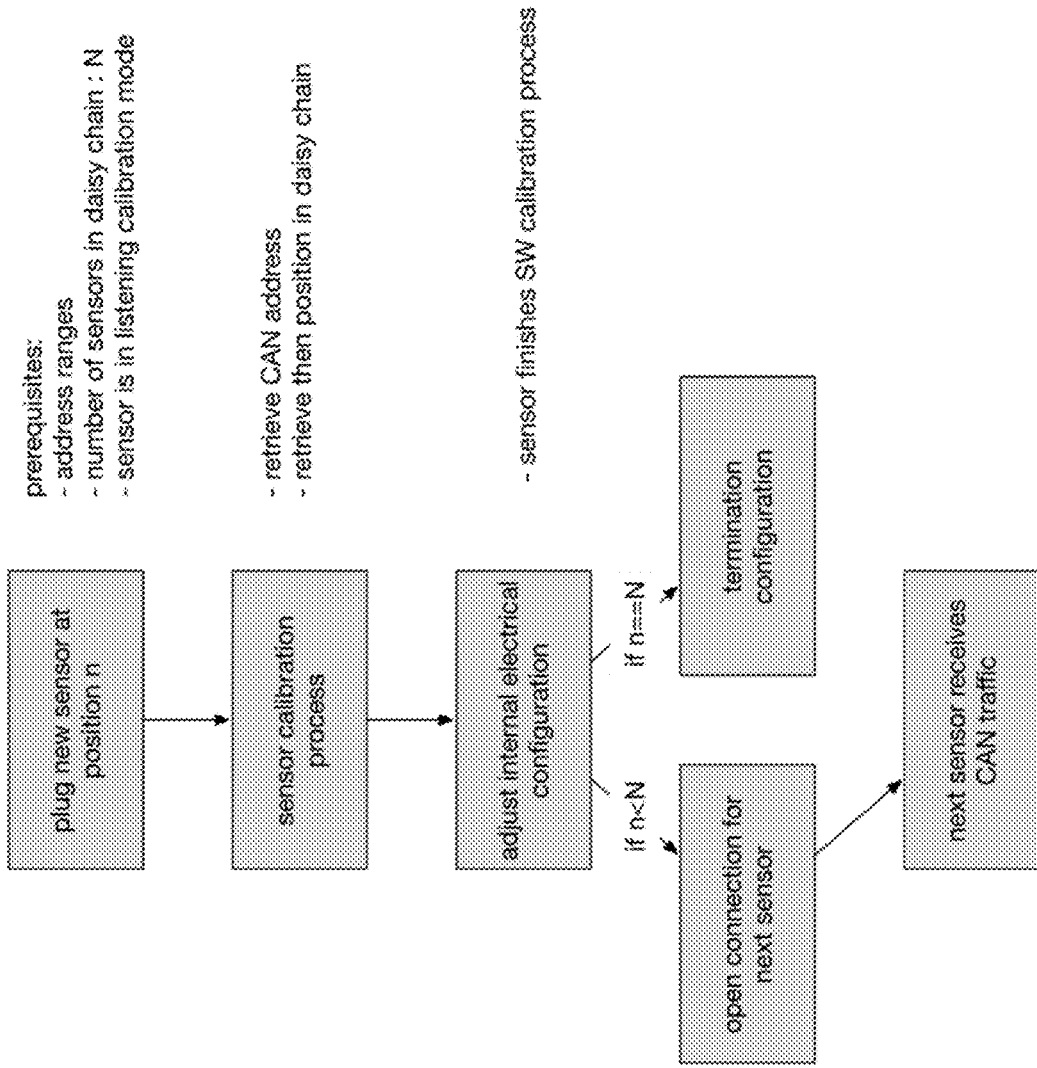 plug new sensor at
position n
prerequisites:
- address ranges
- number of sensors in daisy chain : N
- sensor is in listening calibration mode
sensor calibration
process
- retrieve CAN address
- retrieve then position in daisy chain
adjust internal electrical
configuration
- sensor finishes SW calibration process
if n<N
if n==N
open connection for
next sensor
termination
configuration
next sensor receives
CAN traffic